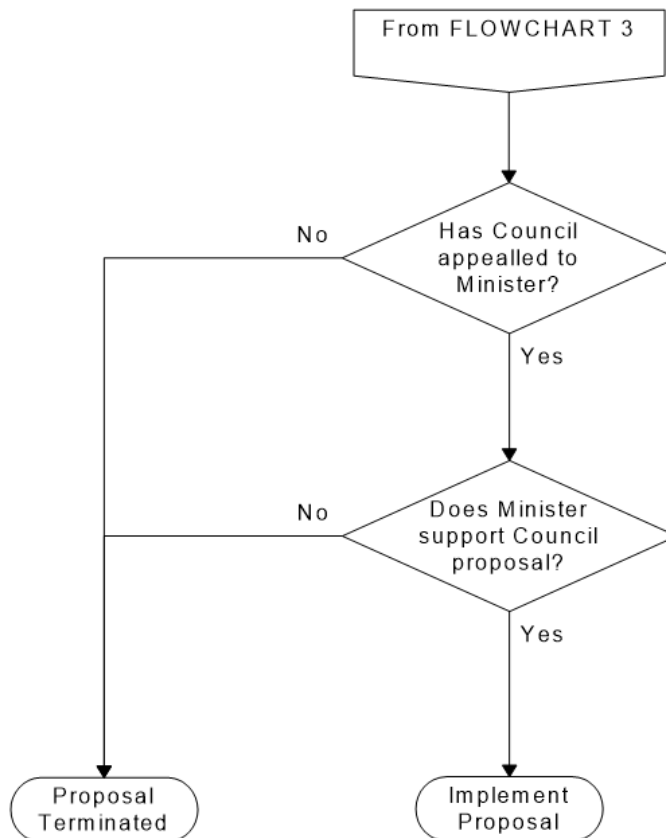 From FLOWCHART 3
No
Has Council
appealled to
Minister?
Yes
No
Does Minister
support Council
proposal?
Yes
Proposal
Terminated
Implement
Proposal